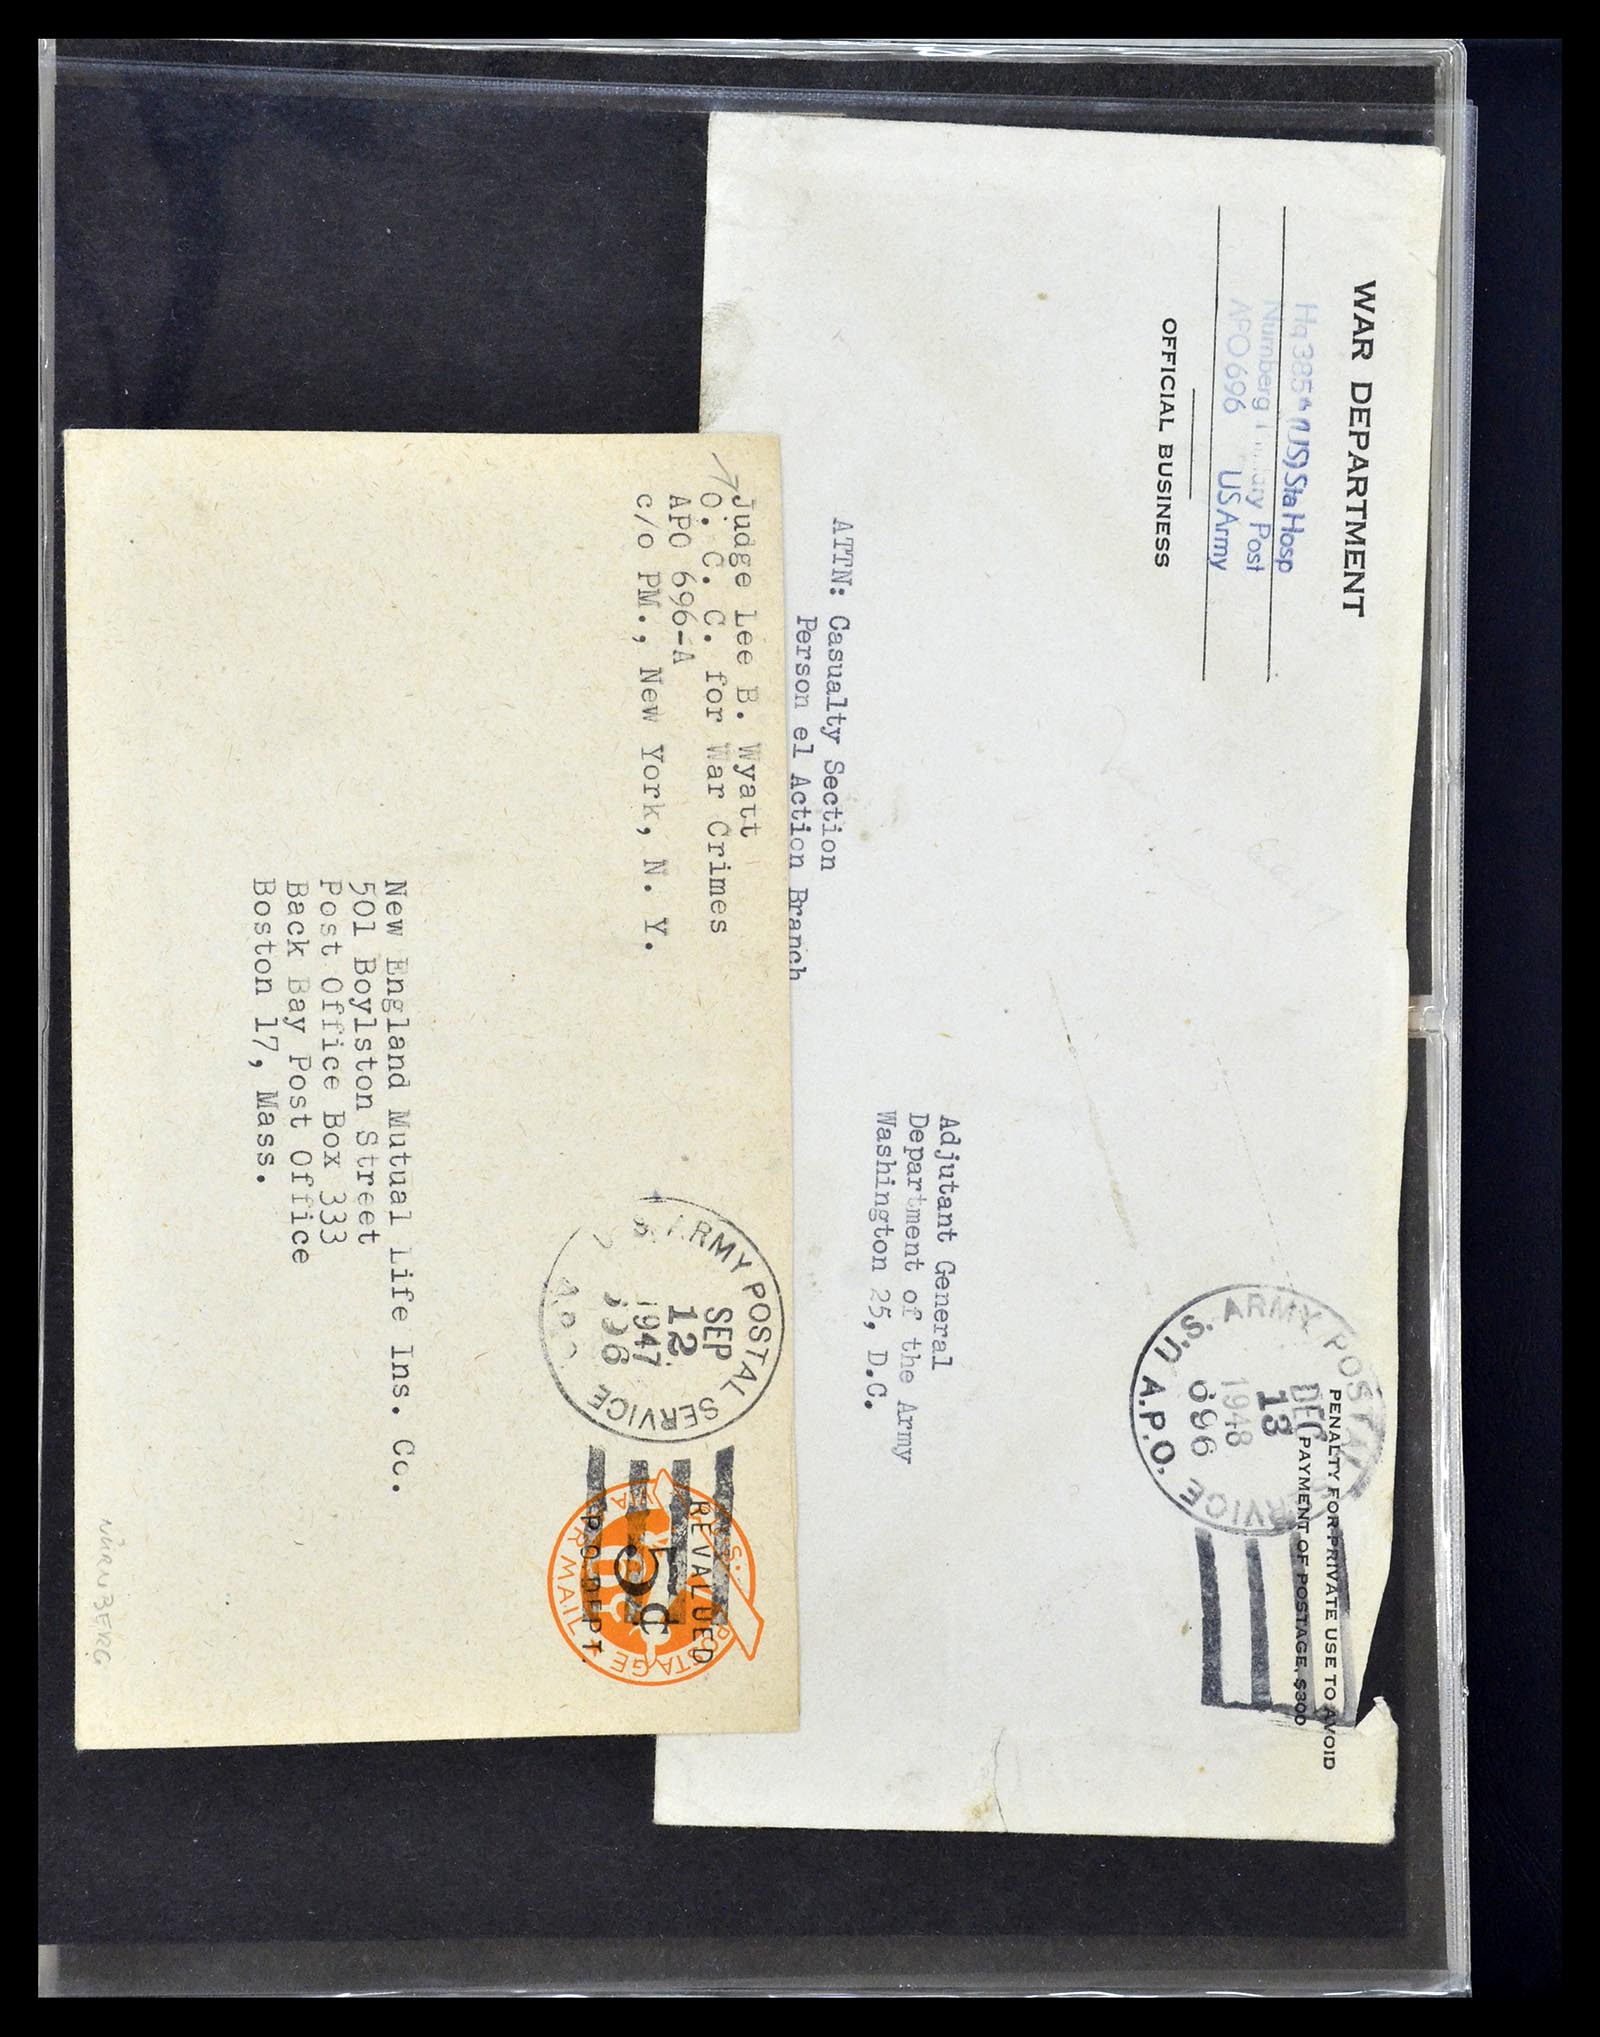 WAR DEPARTMENT
Hq 385th (US) Sta Hosp
Nurnberg Military Post
APO 696 US Army
OFFICIAL BUSINESS
PENALTY FOR PRIVATE USE TO AVOID
PAYMENT OF POSTAGE, $300
U.S. ARMY POSTAL SERVICE
DEC
13
1948
696
A.P.O.
Adjutant General
Department of the Army
Washington 25, D.C.
ATTN: Casualty Section
Person el Action Branch
Judge Lee B. Wyatt
O. C. C. for War Crimes
APO 696-A
c/o PM., New York, N. Y.
ARMY POSTAL SERVICE
SEP
12
1947
696
A.P.O.
REVALUED
5¢
P.O. DEPT.
U.S. POSTAGE
VIA AIR MAIL
New England Mutual Life Ins. Co.
501 Boylston Street
Post Office Box 333
Back Bay Post Office
Boston 17, Mass.
NÜRNBERG